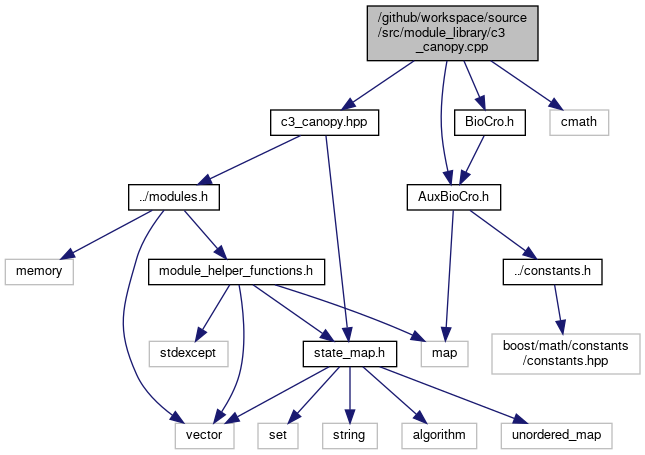 /github/workspace/source
/src/module_library/c3
_canopy.cpp
c3_canopy.hpp
BioCro.h
cmath
../modules.h
AuxBioCro.h
memory
module_helper_functions.h
../constants.h
stdexcept
state_map.h
map
boost/math/constants
/constants.hpp
vector
set
string
algorithm
unordered_map